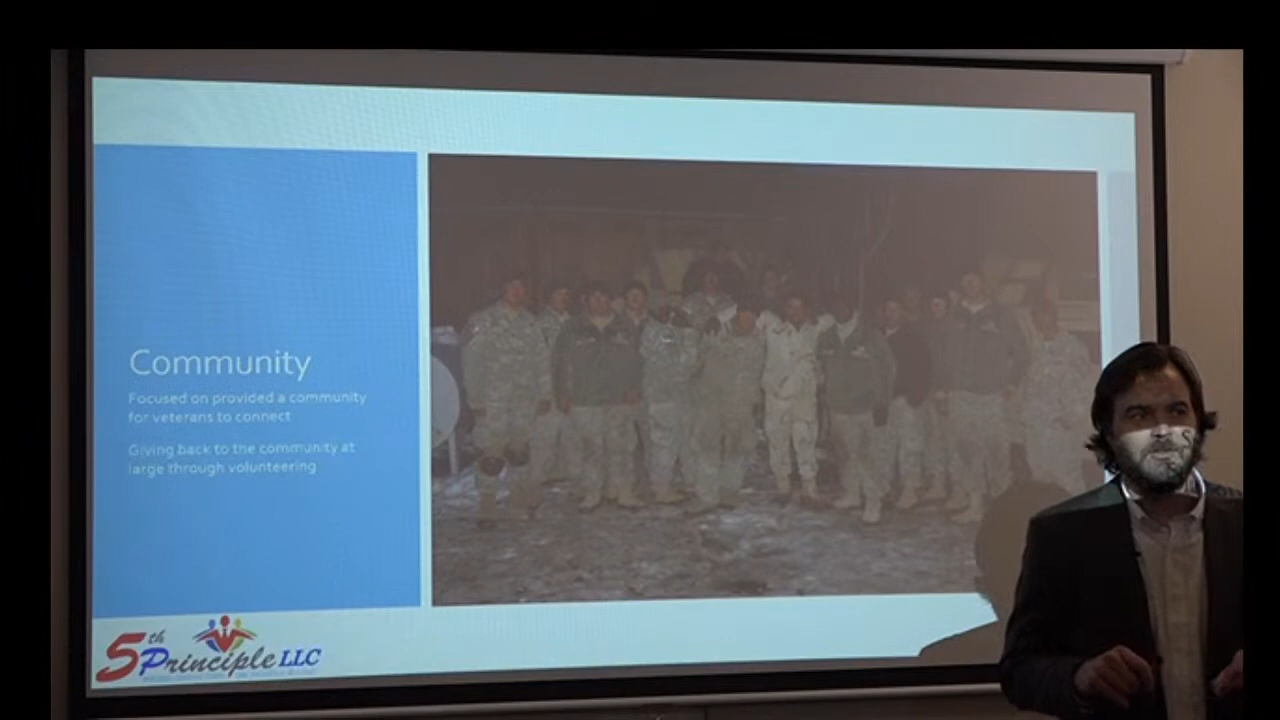 Community
Focused on provided a community
for veterans to connect
Giving back to the community at
large through volunteering
5th Principle LLC